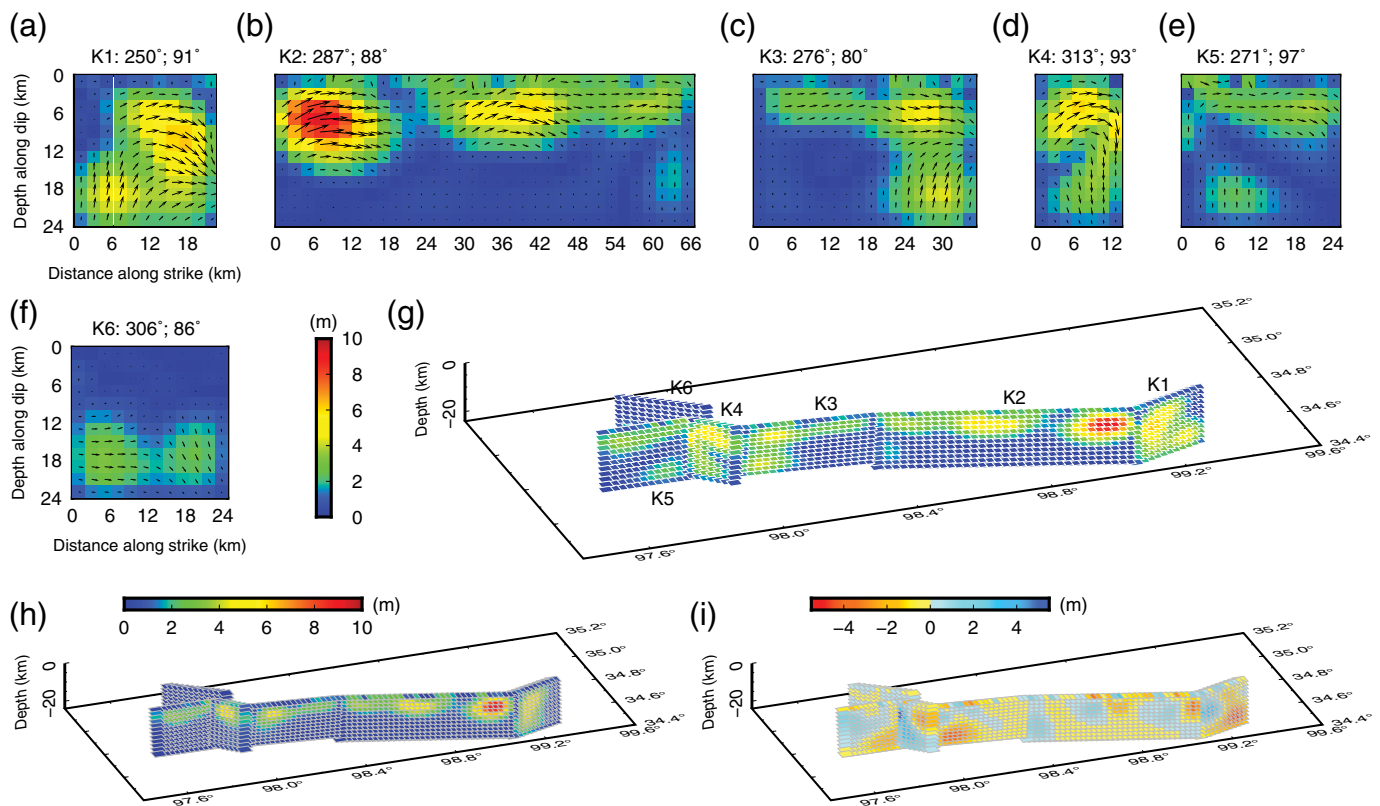 (a) (b) (c) (d) (e)
K1: 250°; 91° K2: 287°; 88° K3: 276°; 80° K4: 313°; 93° K5: 271°; 97°
Depth along dip (km)
0
6
12
18
24
0 6 12 18
0 6 12 18 24 30 36 42 48 54 60 66
0 6 12 18 24 30
0 6 12
0 6 12 18 24
Distance along strike (km)
(f)
K6: 306°; 86°
Depth along dip (km)
0
6
12
18
24
0 6 12 18 24
Distance along strike (km)
(m)
10
8
6
4
2
0
(g)
Depth (km)
0
−20
K6
K4
K3
K2
K1
K5
35.2°
35.0°
34.8°
34.6°
34.4°
99.6°
99.2°
98.8°
98.4°
98.0°
97.6°
(h)
0 2 4 6 8 10
(m)
Depth (km)
0
−20
35.2°
35.0°
34.8°
34.6°
34.4°
99.6°
99.2°
98.8°
98.4°
98.0°
97.6°
(i)
−4 −2 0 2 4
(m)
Depth (km)
0
−20
35.2°
35.0°
34.8°
34.6°
34.4°
99.6°
99.2°
98.8°
98.4°
98.0°
97.6°